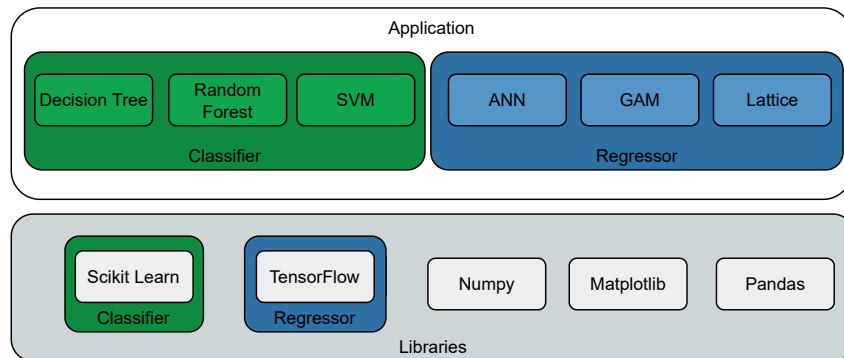 Application
Decision Tree
Random
Forest
SVM
Classifier
ANN
GAM
Lattice
Regressor
Scikit Learn
Classifier
TensorFlow
Regressor
Numpy
Matplotlib
Pandas
Libraries